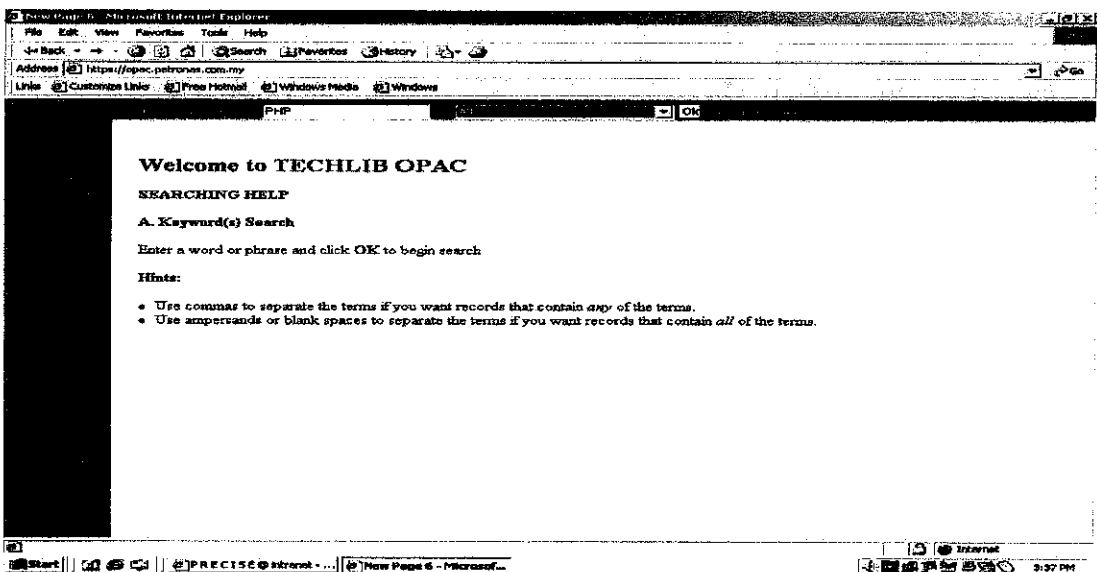 New Page 6 - Microsoft Internet Explorer
File Edit View Favorites Tools Help
Back Search Favorites History
Address https://opac.petronas.com.my Go
Links Customize Links Free Hotmail Windows Media Windows
PHP OK
Welcome to TECHLIB OPAC
SEARCHING HELP
A. Keyword(s) Search
Enter a word or phrase and click OK to begin search
Hints:
• Use commas to separate the terms if you want records that contain any of the terms.
• Use ampersands or blank spaces to separate the terms if you want records that contain all of the terms.
Internet
Start PRECISE@Intranet - ... New Page 6 - Microsof... 3:37 PM